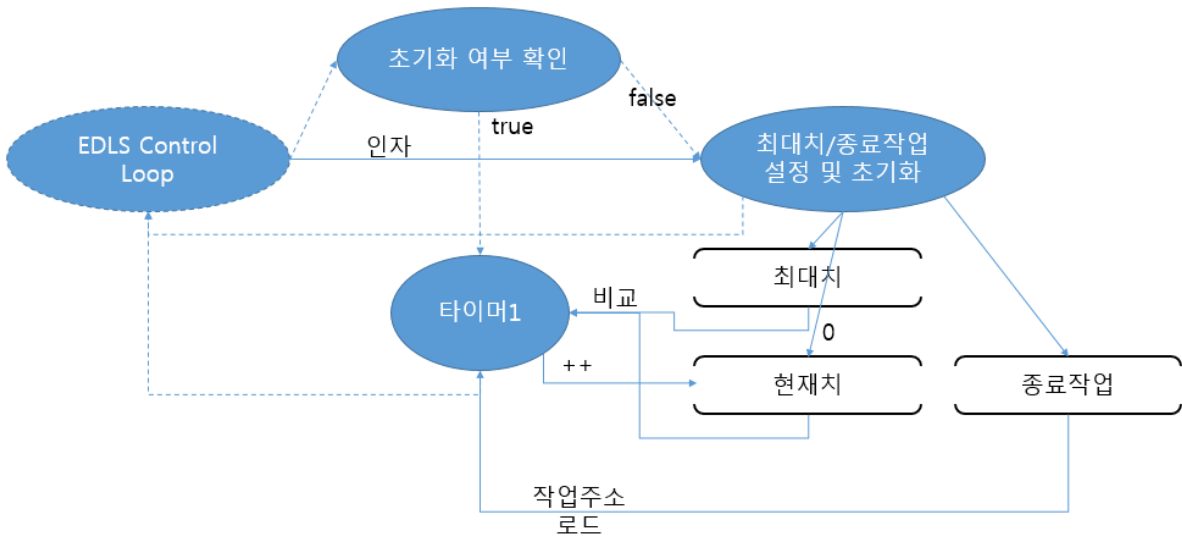 초기화 여부 확인
false
true
EDLS Control
Loop
인자
최대치/종료작업
설정 및 초기화
최대치
비교
타이머1
0
++
현재치
종료작업
작업주소
로드